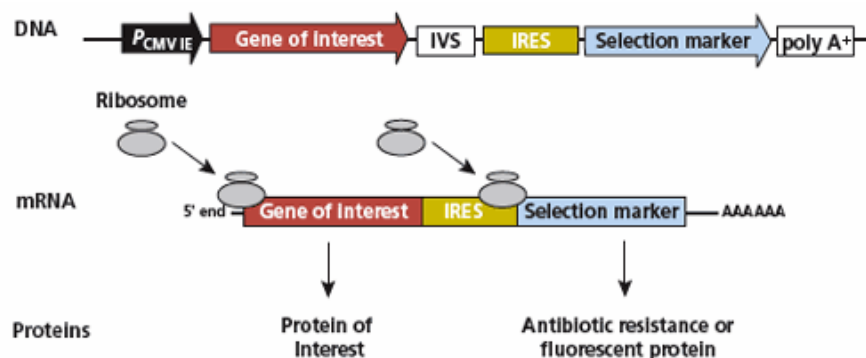 DNA
P CMV IE
Gene of Interest
IVS
IRES
Selection marker
poly A+
Ribosome
mRNA
5' end
Gene of Interest
IRES
Selection marker
AAAAAA
Proteins
Protein of
Interest
Antibiotic resistance or
fluorescent protein